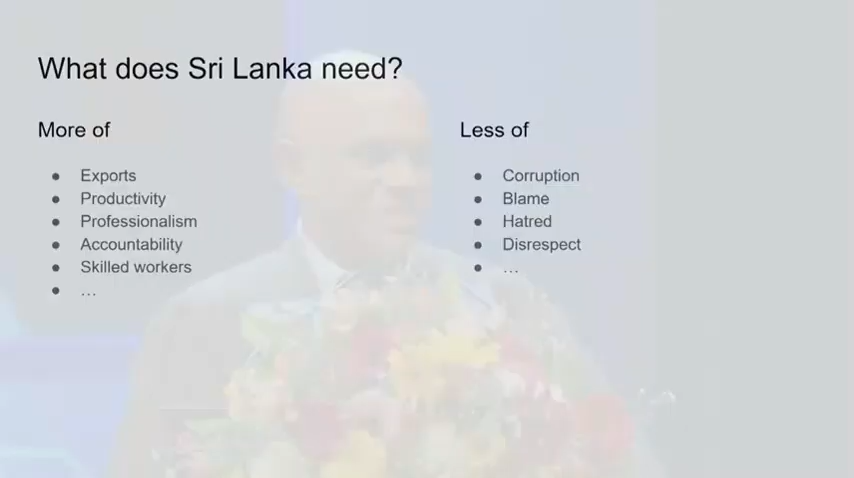 What does Sri Lanka need?
More of
● Exports
● Productivity
● Professionalism
● Accountability
● Skilled workers
● …
Less of
● Corruption
● Blame
● Hatred
● Disrespect
● …